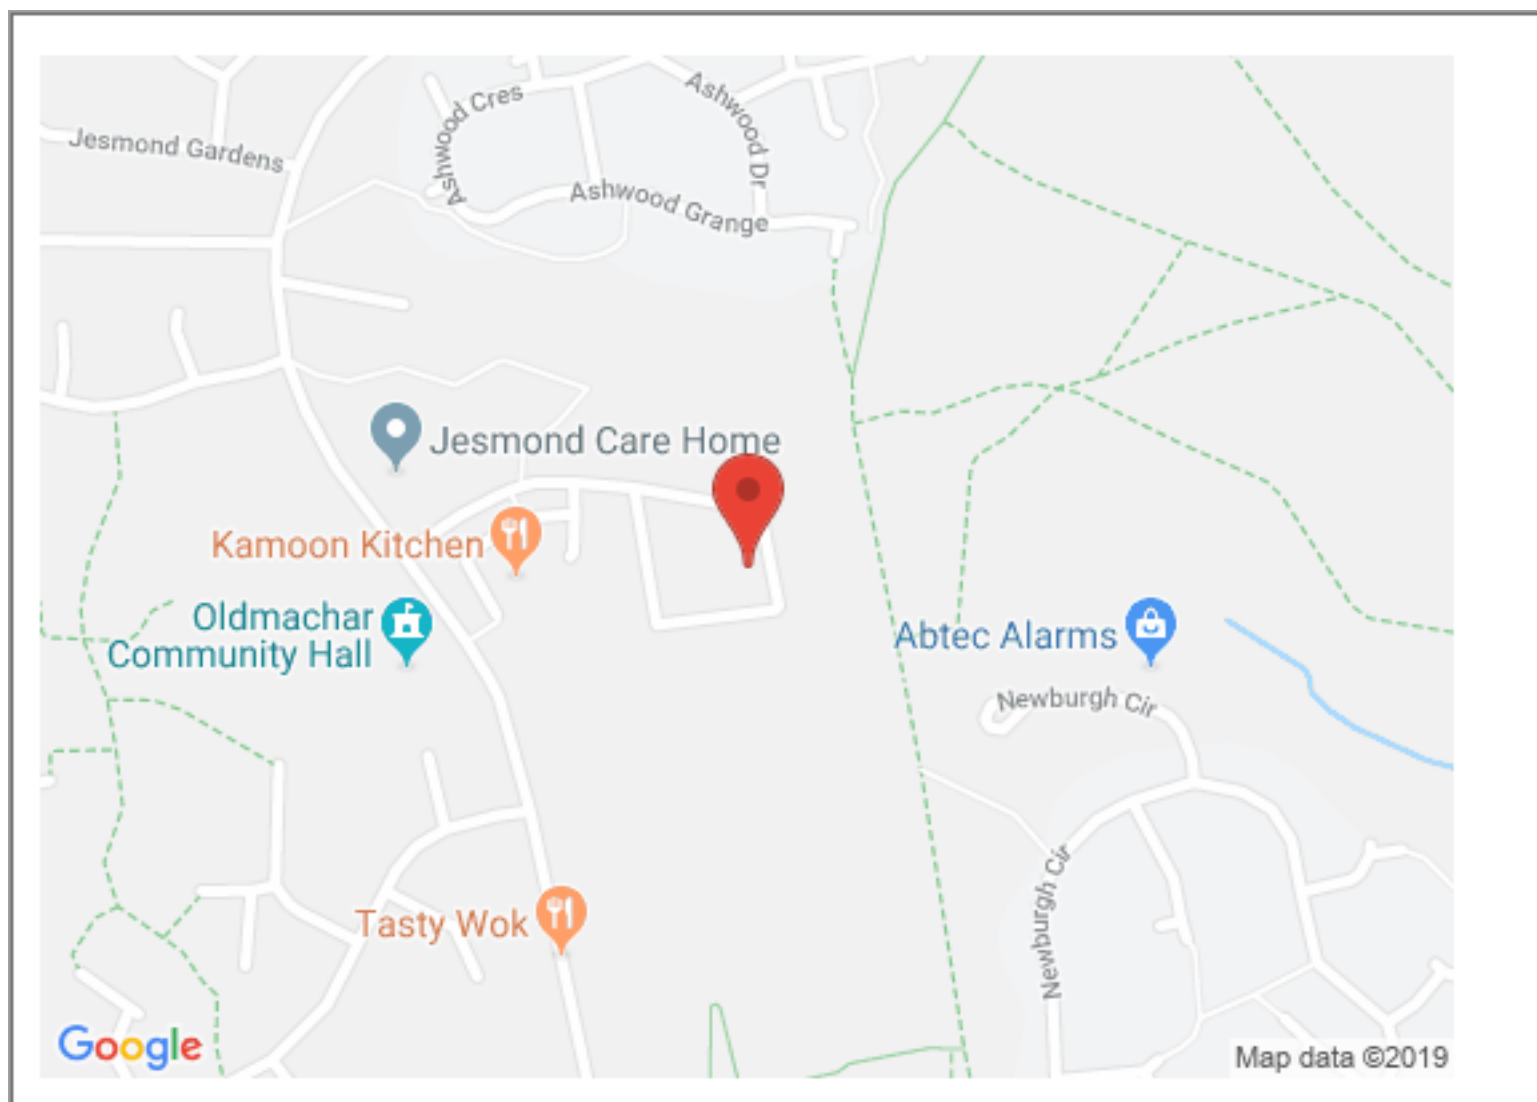 Ashwood Cres
Ashwood Dr
Jesmond Gardens
Ashwood Grange
Jesmond Care Home
Kamoon Kitchen
Oldmachar
Community Hall
Abtec Alarms
Newburgh Cir
Newburgh Cir
Tasty Wok
Google
Map data ©2019